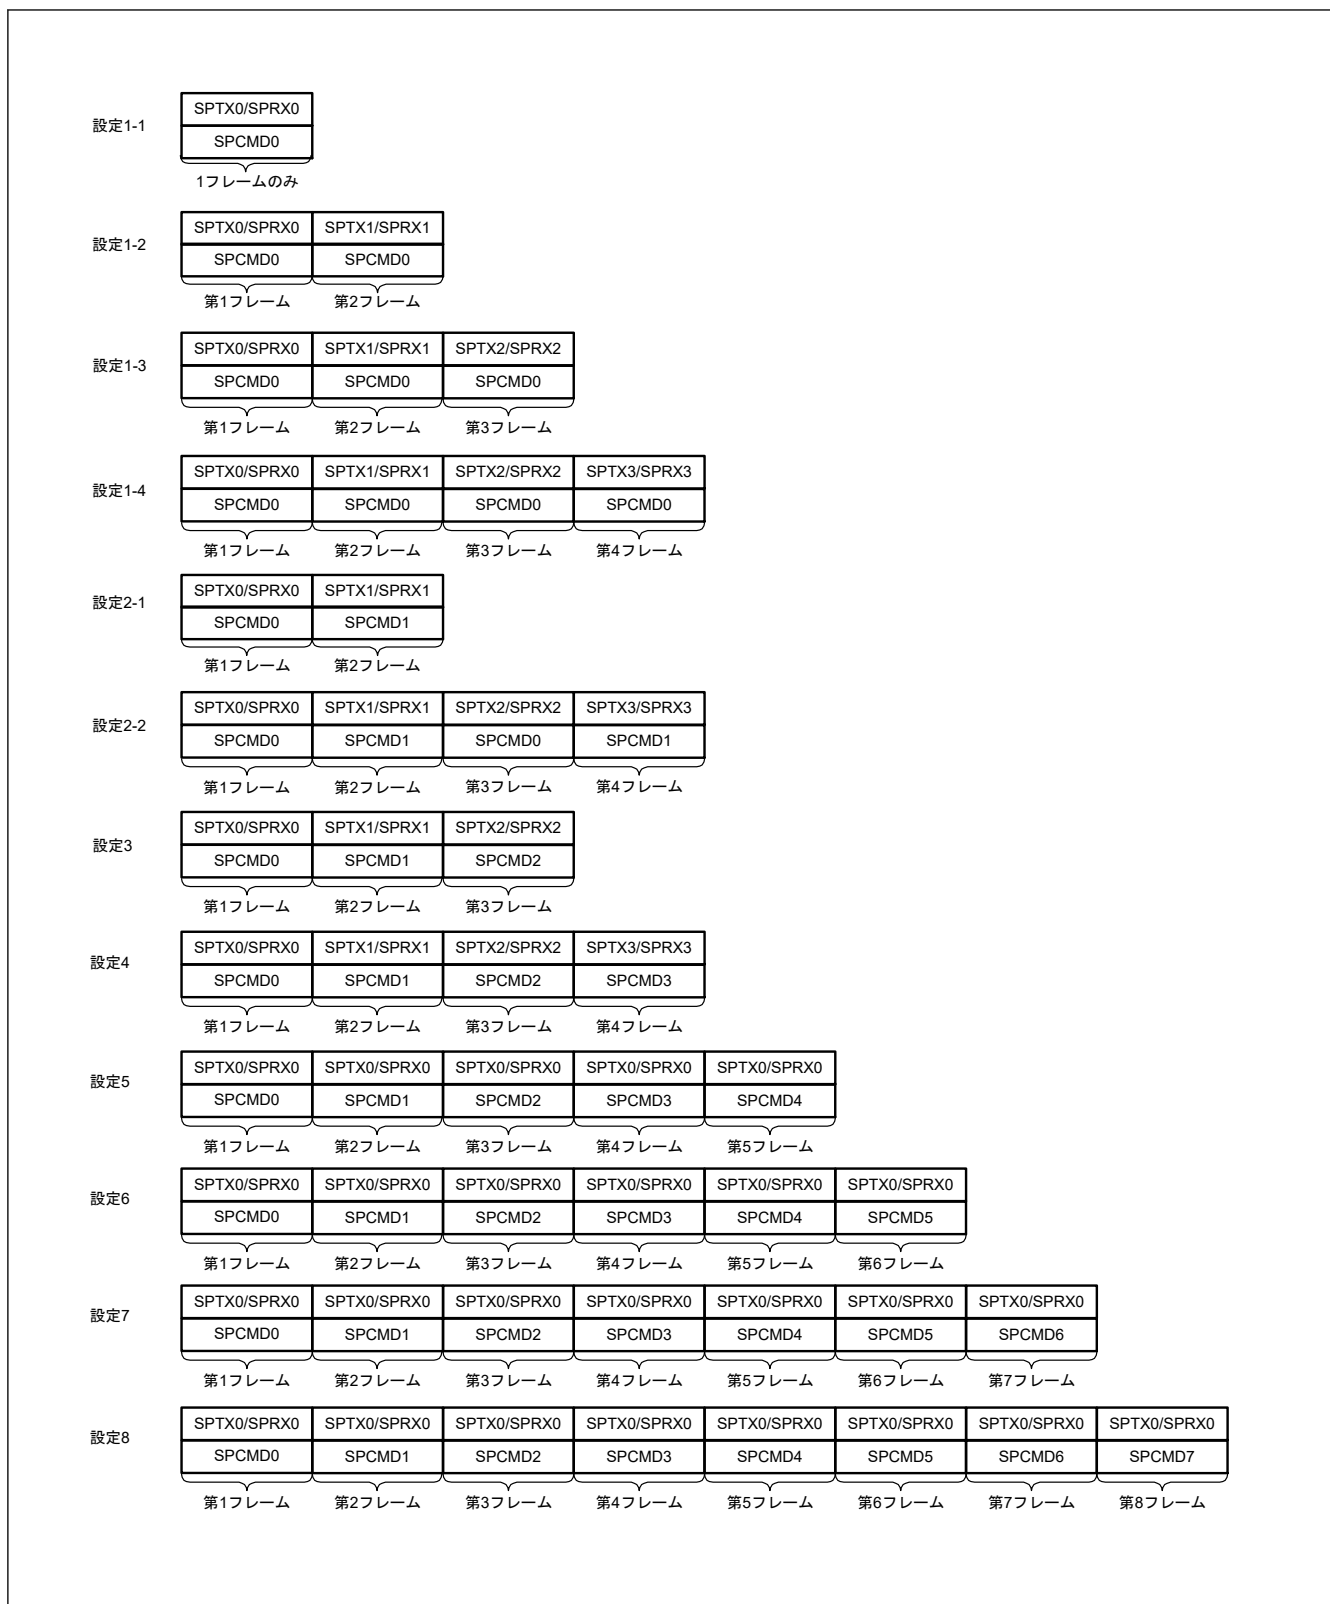 設定1-1
SPTX0/SPRX0
SPCMD0
1フレームのみ
設定1-2
SPTX0/SPRX0 SPTX1/SPRX1
SPCMD0 SPCMD0
第1フレーム 第2フレーム
設定1-3
SPTX0/SPRX0 SPTX1/SPRX1 SPTX2/SPRX2
SPCMD0 SPCMD0 SPCMD0
第1フレーム 第2フレーム 第3フレーム
設定1-4
SPTX0/SPRX0 SPTX1/SPRX1 SPTX2/SPRX2 SPTX3/SPRX3
SPCMD0 SPCMD0 SPCMD0 SPCMD0
第1フレーム 第2フレーム 第3フレーム 第4フレーム
設定2-1
SPTX0/SPRX0 SPTX1/SPRX1
SPCMD0 SPCMD1
第1フレーム 第2フレーム
設定2-2
SPTX0/SPRX0 SPTX1/SPRX1 SPTX2/SPRX2 SPTX3/SPRX3
SPCMD0 SPCMD1 SPCMD0 SPCMD1
第1フレーム 第2フレーム 第3フレーム 第4フレーム
設定3
SPTX0/SPRX0 SPTX1/SPRX1 SPTX2/SPRX2
SPCMD0 SPCMD1 SPCMD2
第1フレーム 第2フレーム 第3フレーム
設定4
SPTX0/SPRX0 SPTX1/SPRX1 SPTX2/SPRX2 SPTX3/SPRX3
SPCMD0 SPCMD1 SPCMD2 SPCMD3
第1フレーム 第2フレーム 第3フレーム 第4フレーム
設定5
SPTX0/SPRX0 SPTX0/SPRX0 SPTX0/SPRX0 SPTX0/SPRX0 SPTX0/SPRX0
SPCMD0 SPCMD1 SPCMD2 SPCMD3 SPCMD4
第1フレーム 第2フレーム 第3フレーム 第4フレーム 第5フレーム
設定6
SPTX0/SPRX0 SPTX0/SPRX0 SPTX0/SPRX0 SPTX0/SPRX0 SPTX0/SPRX0 SPTX0/SPRX0
SPCMD0 SPCMD1 SPCMD2 SPCMD3 SPCMD4 SPCMD5
第1フレーム 第2フレーム 第3フレーム 第4フレーム 第5フレーム 第6フレーム
設定7
SPTX0/SPRX0 SPTX0/SPRX0 SPTX0/SPRX0 SPTX0/SPRX0 SPTX0/SPRX0 SPTX0/SPRX0 SPTX0/SPRX0
SPCMD0 SPCMD1 SPCMD2 SPCMD3 SPCMD4 SPCMD5 SPCMD6
第1フレーム 第2フレーム 第3フレーム 第4フレーム 第5フレーム 第6フレーム 第7フレーム
設定8
SPTX0/SPRX0 SPTX0/SPRX0 SPTX0/SPRX0 SPTX0/SPRX0 SPTX0/SPRX0 SPTX0/SPRX0 SPTX0/SPRX0 SPTX0/SPRX0
SPCMD0 SPCMD1 SPCMD2 SPCMD3 SPCMD4 SPCMD5 SPCMD6 SPCMD7
第1フレーム 第2フレーム 第3フレーム 第4フレーム 第5フレーム 第6フレーム 第7フレーム 第8フレーム